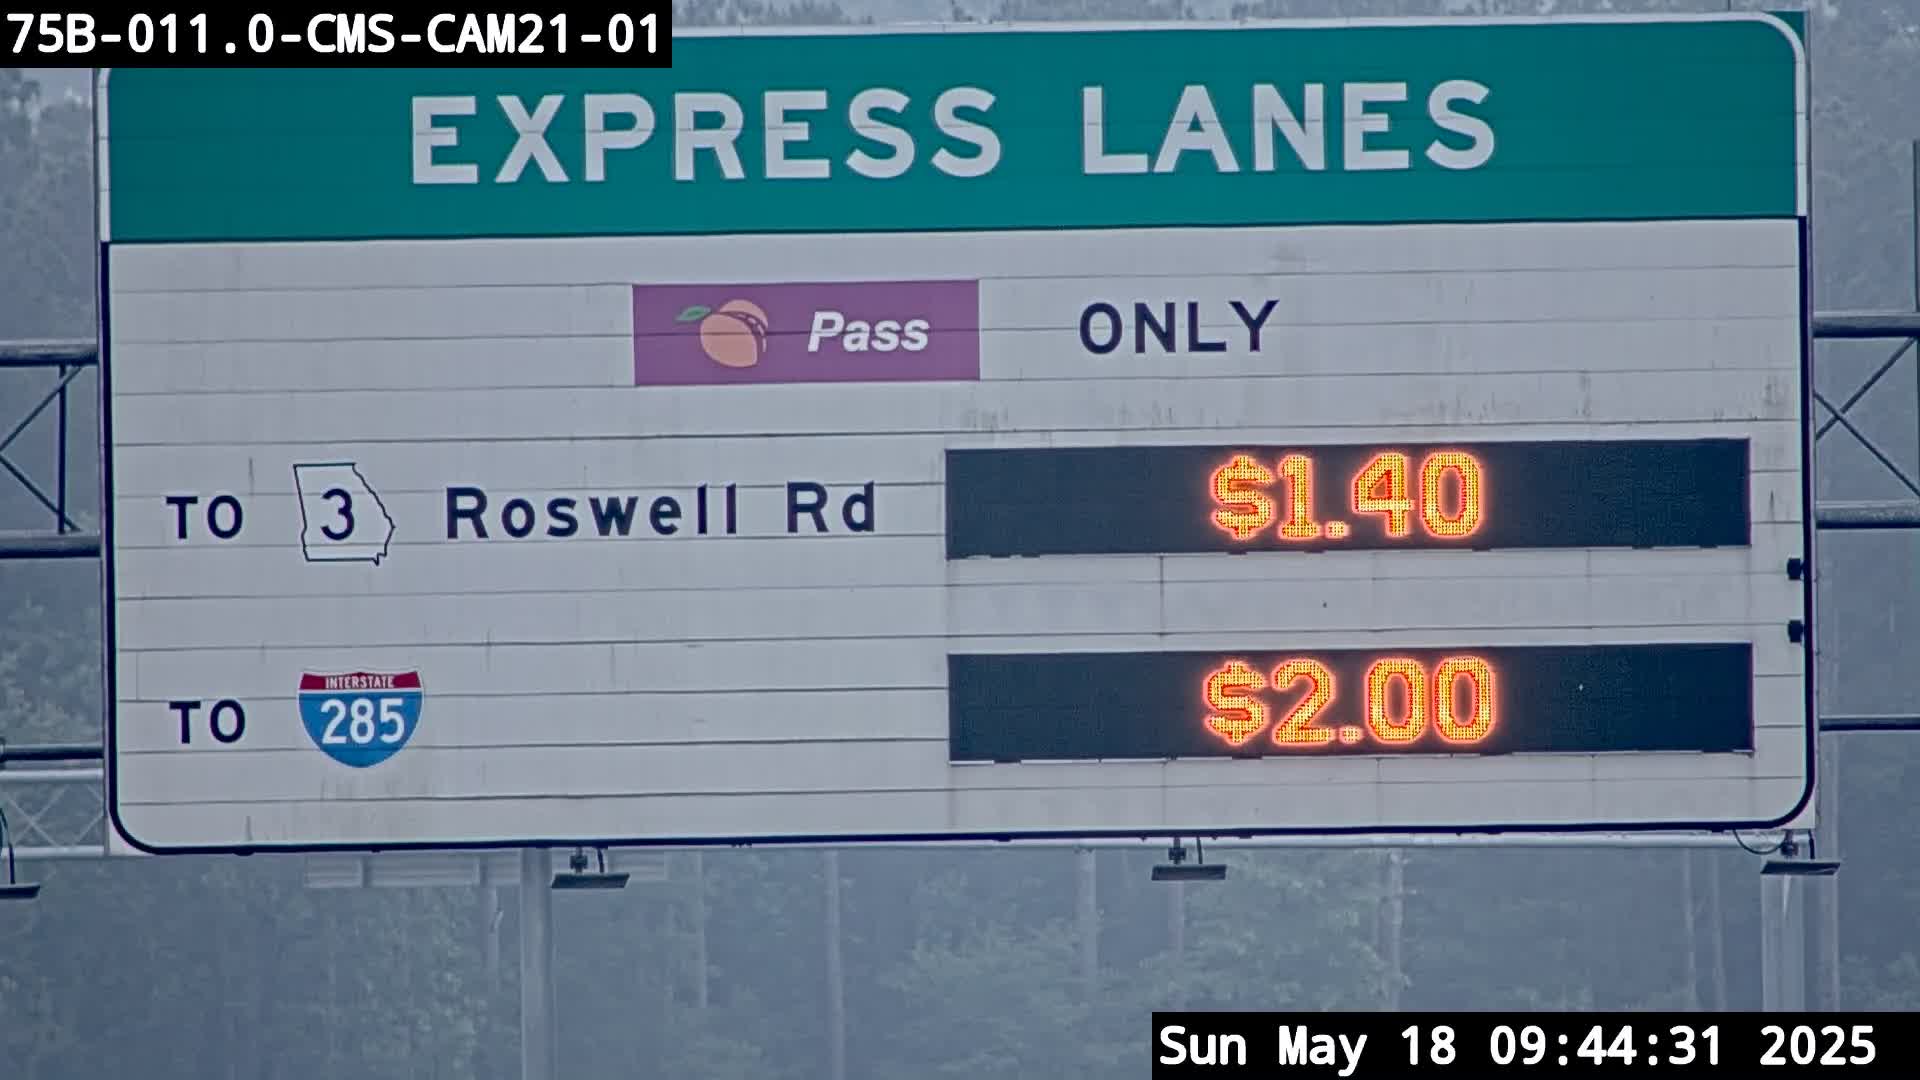 75B-011.0-CMS-CAM21-01
EXPRESS LANES
Pass ONLY
TO 3 Roswell Rd $1.40
TO INTERSTATE 285 $2.00
Sun May 18 09:44:31 2025